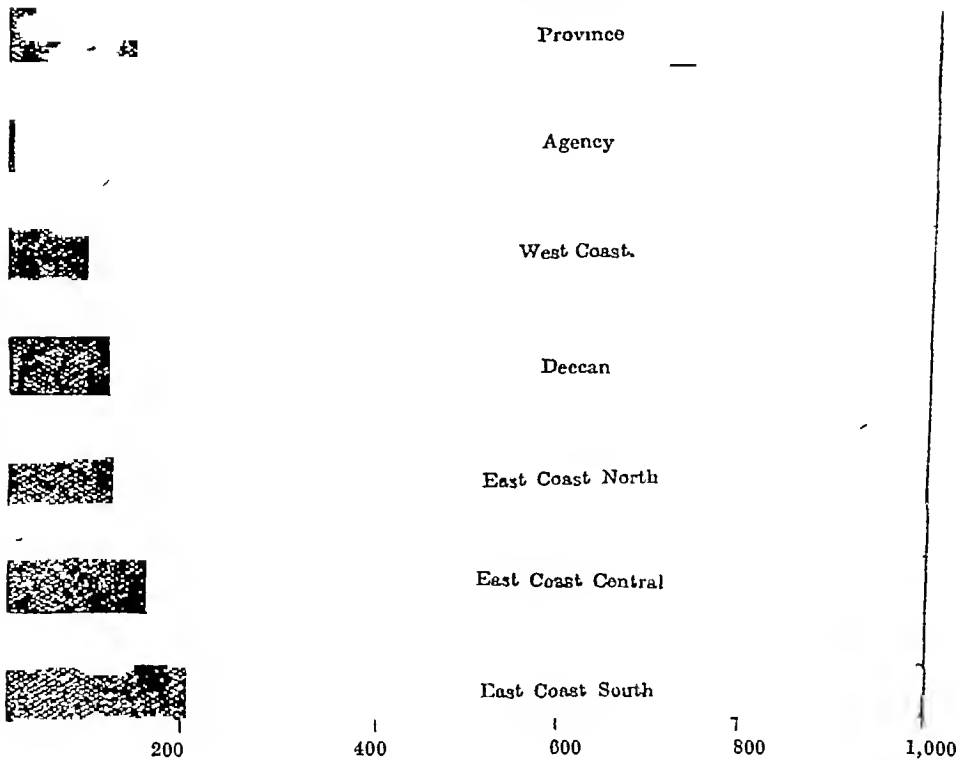 Province
Agency
West Coast.
Deccan
East Coast North
East Coast Central
East Coast South
200 400 600 800 1,000